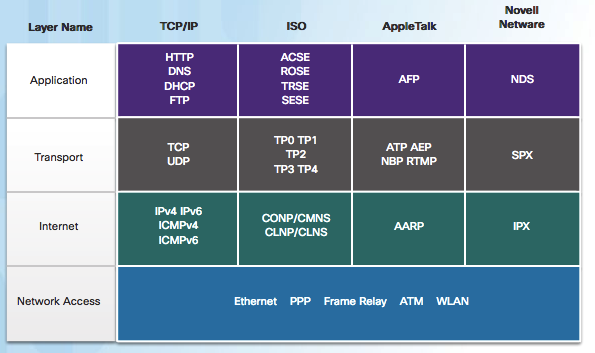 Layer Name TCP/IP ISO AppleTalk Novell
Netware
Application
HTTP
DNS
DHCP
FTP
ACSE
ROSE
TRSE
SESE
AFP
NDS
Transport
TCP
UDP
TP0 TP1
TP2
TP3 TP4
ATP AEP
NBP RTMP
SPX
Internet
IPv4 IPv6
ICMPv4
ICMPv6
CONP/CMNS
CLNP/CLNS
AARP
IPX
Network Access
Ethernet PPP Frame Relay ATM WLAN